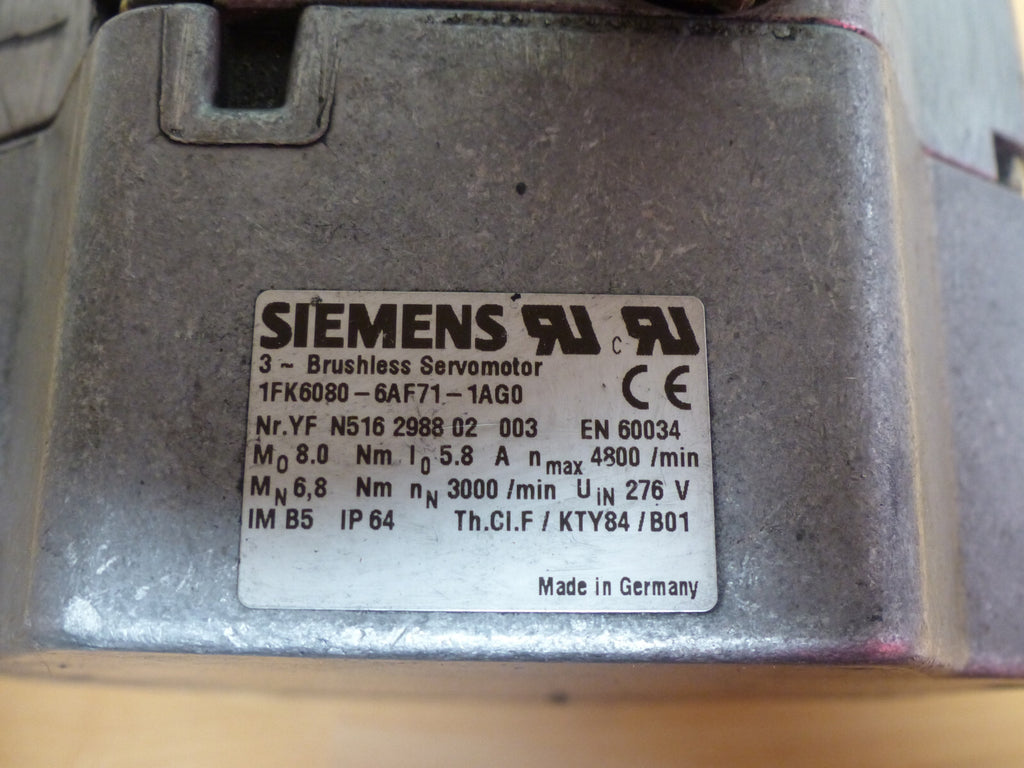 SIEMENS
3 ~ Brushless Servomotor
1FK6080-6AF71-1AG0
Nr.YF N516 2988 02 003 EN 60034
M0 8.0 Nm I0 5.8 A nmax 4800 /min
MN 6,8 Nm nN 3000 /min UiN 276 V
IM B5 IP 64 Th.Cl.F / KTY84 / B01
Made in Germany